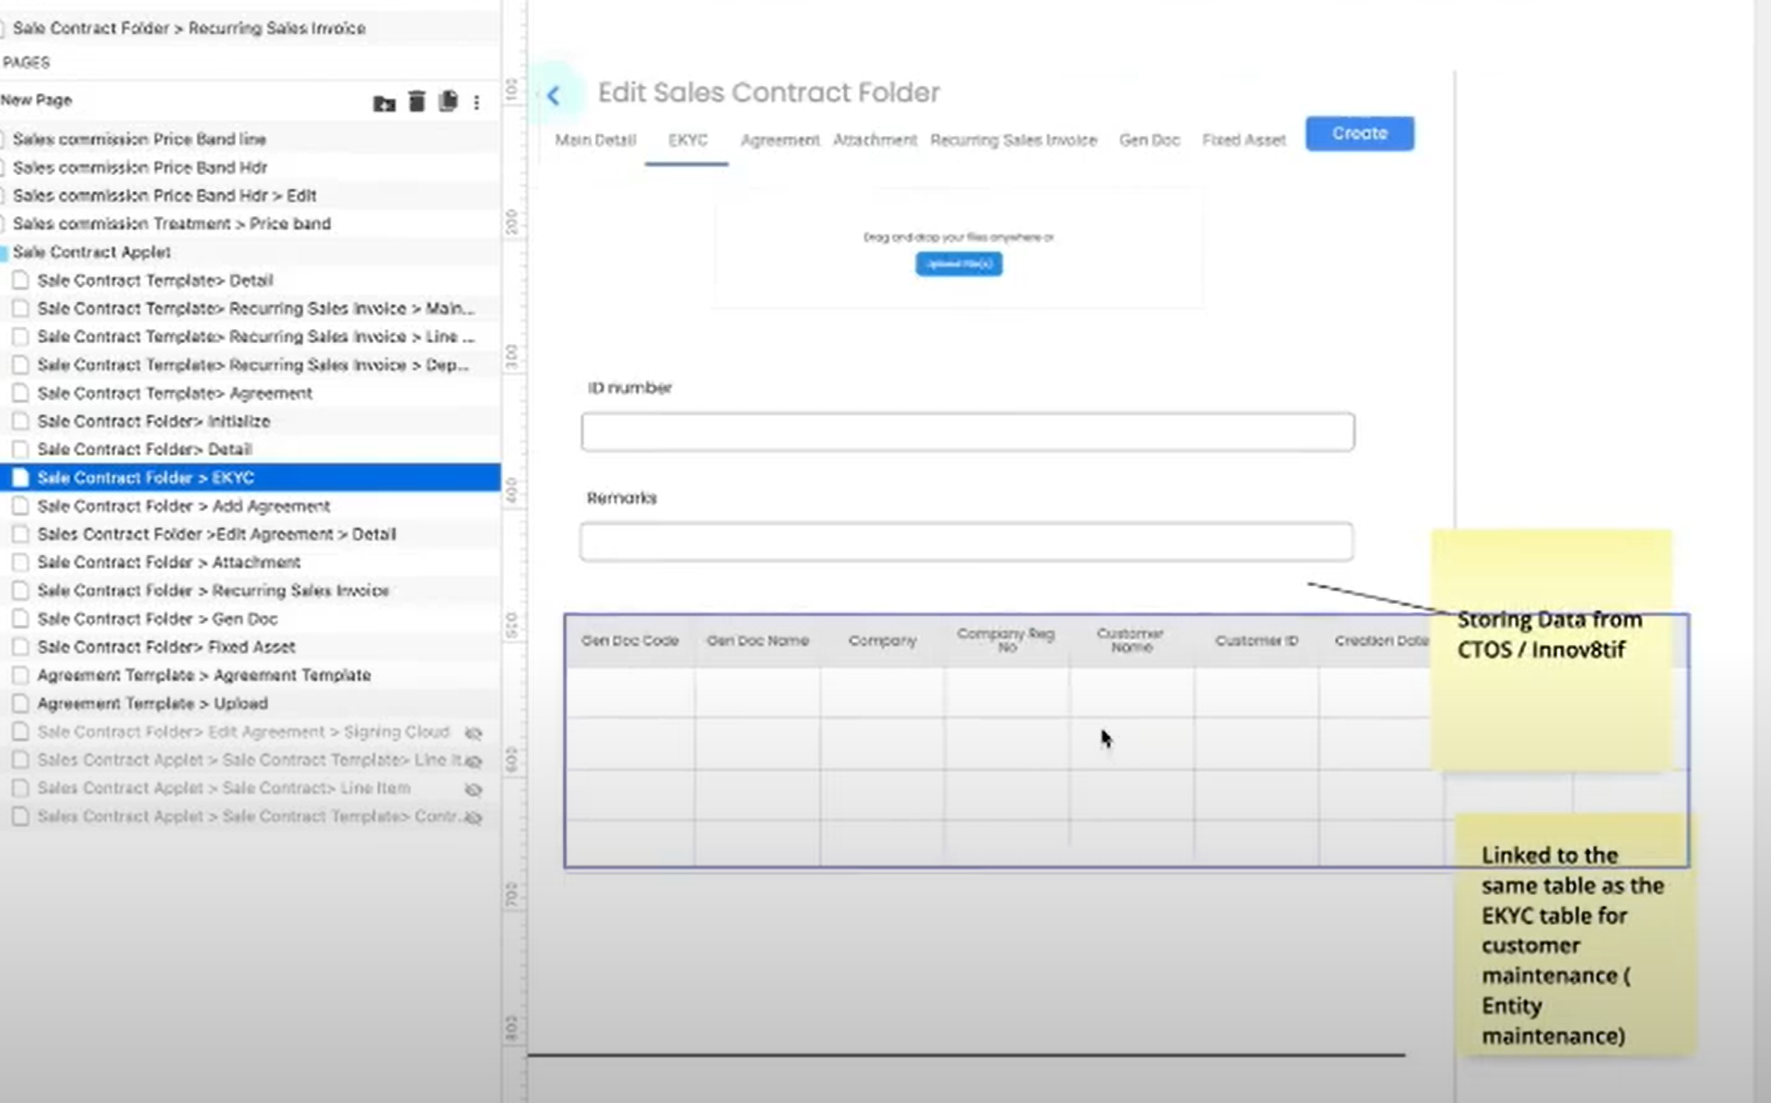 Sale Contract Folder > Recurring Sales Invoice
PAGES
New Page
Sales commission Price Band line
Sales commission Price Band Hdr
Sales commission Price Band Hdr > Edit
Sales commission Treatment > Price band
Sale Contract Applet
Sale Contract Template> Detail
Sale Contract Template> Recurring Sales Invoice > Main...
Sale Contract Template> Recurring Sales Invoice > Line ...
Sale Contract Template> Recurring Sales Invoice > Dep...
Sale Contract Template> Agreement
Sale Contract Folder> Initialize
Sale Contract Folder> Detail
Sale Contract Folder > EKYC
Sale Contract Folder > Add Agreement
Sales Contract Folder >Edit Agreement > Detail
Sale Contract Folder > Attachment
Sale Contract Folder > Recurring Sales Invoice
Sale Contract Folder > Gen Doc
Sale Contract Folder> Fixed Asset
Agreement Template > Agreement Template
Agreement Template > Upload
Sale Contract Folder> Edit Agreement > Signing Cloud
Sales Contract Applet > Sale Contract Template> Line It..
Sales Contract Applet > Sale Contract> Line Item
Sales Contract Applet > Sale Contract Template> Contr..
100
200
300
400
500
600
700
800
Edit Sales Contract Folder
Main Detail EKYC Agreement Attachment Recurring Sales Invoice Gen Doc Fixed Asset Create
Drag and drop your files anywhere or
Upload File(s)
ID number
Remarks
Gen Doc Code Gen Doc Name Company Company Reg No Customer Name Customer ID Creation Date
Storing Data from
CTOS / Innov8tif
Linked to the
same table as the
EKYC table for
customer
maintenance (
Entity
maintenance)